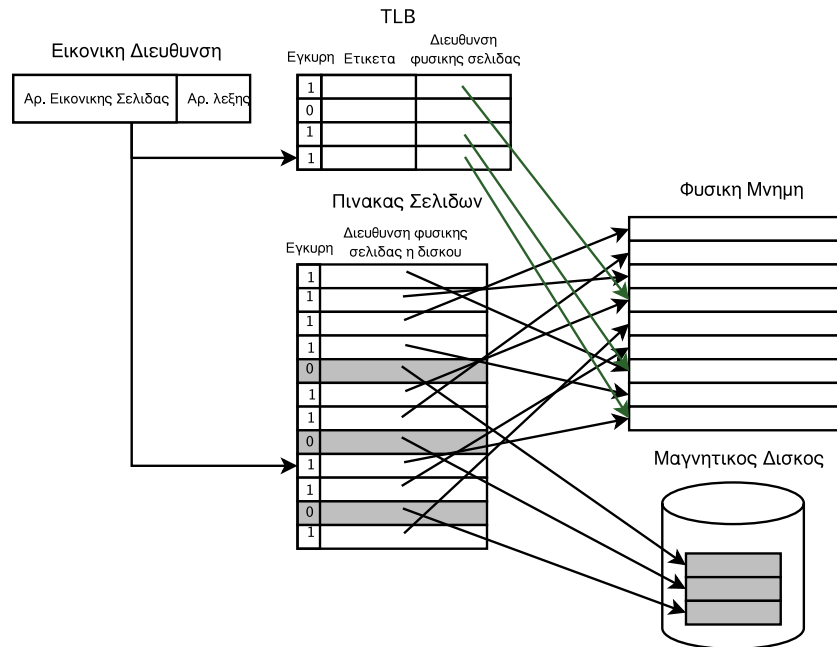 TLB
Εικονικη Διευθυνση
Εγκυρη Ετικετα Διευθυνση
φυσικης σελιδας
Αρ. Εικονικης Σελιδας Αρ. λεξης
1
0
1
1
Φυσικη Μνημη
Πινακας Σελιδων
Εγκυρη Διευθυνση φυσικης
σελιδας η δισκου
1
1
1
1
0
1
1
0
1
1
0
1
Μαγνητικος Δισκος